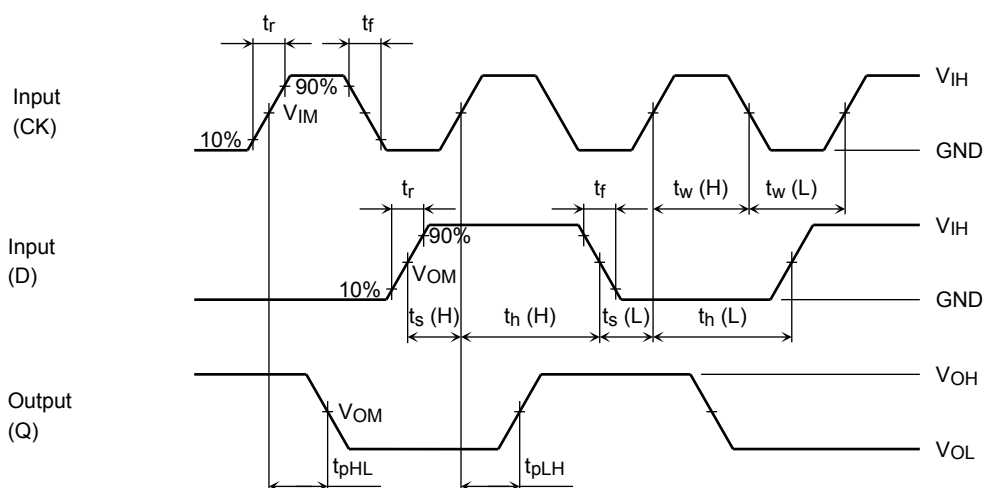 tr
tf
Input
(CK)
90%
VIM
10%
VIH
GND
tr
tf
tw (H)
tw (L)
Input
(D)
90%
VOM
10%
VIH
GND
ts (H)
th (H)
ts (L)
th (L)
Output
(Q)
VOM
VOH
VOL
tpHL
tpLH